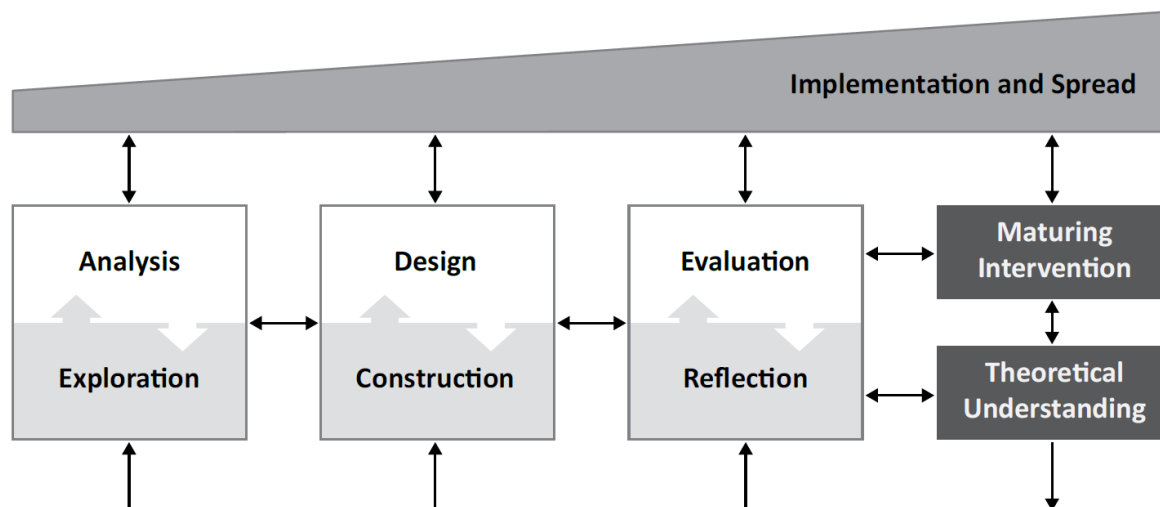 Implementation and Spread
Analysis
Exploration
Design
Construction
Evaluation
Reflection
Maturing
Intervention
Theoretical
Understanding